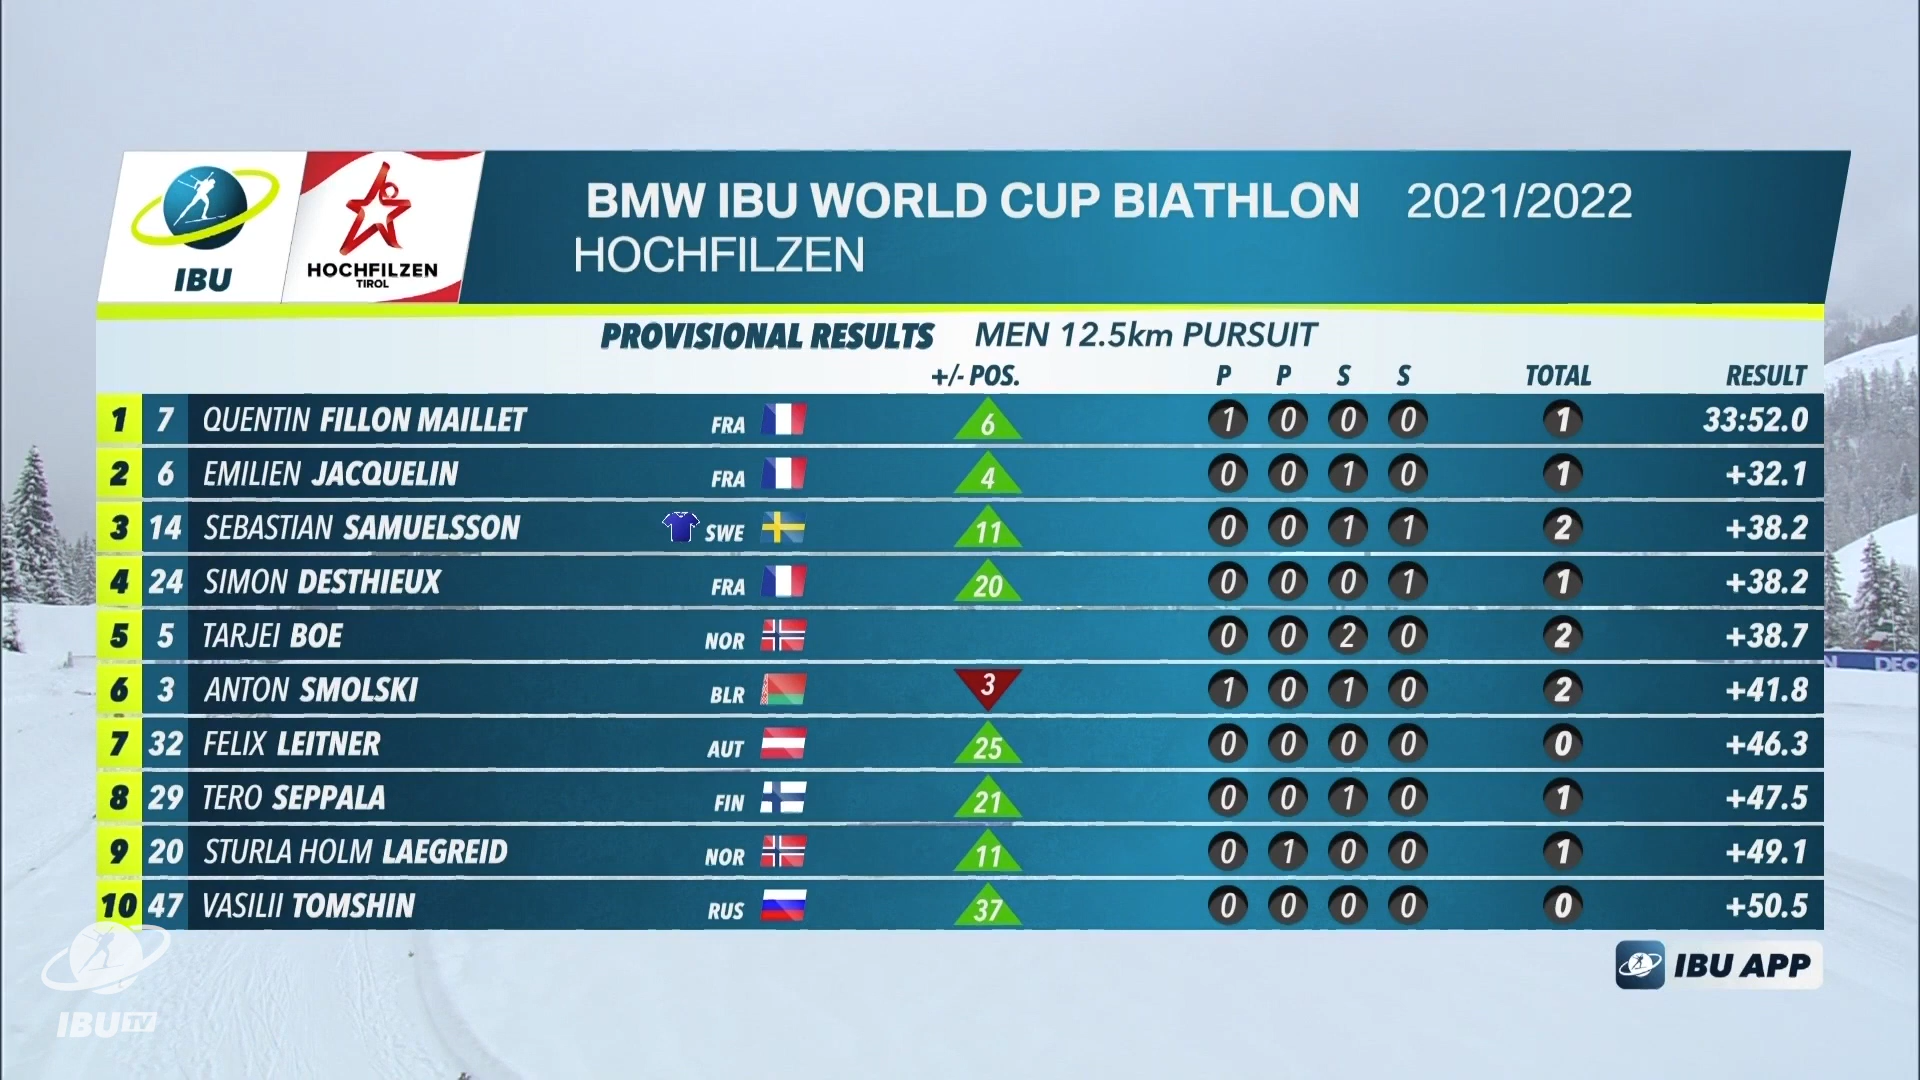 BMW IBU WORLD CUP BIATHLON 2021/2022
HOCHFILZEN
IBU
HOCHFILZEN
TIROL
PROVISIONAL RESULTS MEN 12.5km PURSUIT
+/- POS. P P S S TOTAL RESULT
1 7 QUENTIN FILLON MAILLET FRA 6 1 0 0 0 1 33:52.0
2 6 EMILIEN JACQUELIN FRA 4 0 0 1 0 1 +32.1
3 14 SEBASTIAN SAMUELSSON SWE 11 0 0 1 1 2 +38.2
4 24 SIMON DESTHIEUX FRA 20 0 0 0 1 1 +38.2
5 5 TARJEI BOE NOR 0 0 2 0 2 +38.7
6 3 ANTON SMOLSKI BLR 3 1 0 1 0 2 +41.8
7 32 FELIX LEITNER AUT 25 0 0 0 0 0 +46.3
8 29 TERO SEPPALA FIN 21 0 0 1 0 1 +47.5
9 20 STURLA HOLM LAEGREID NOR 11 0 1 0 0 1 +49.1
10 47 VASILII TOMSHIN RUS 37 0 0 0 0 0 +50.5
IBU APP
IBU TV